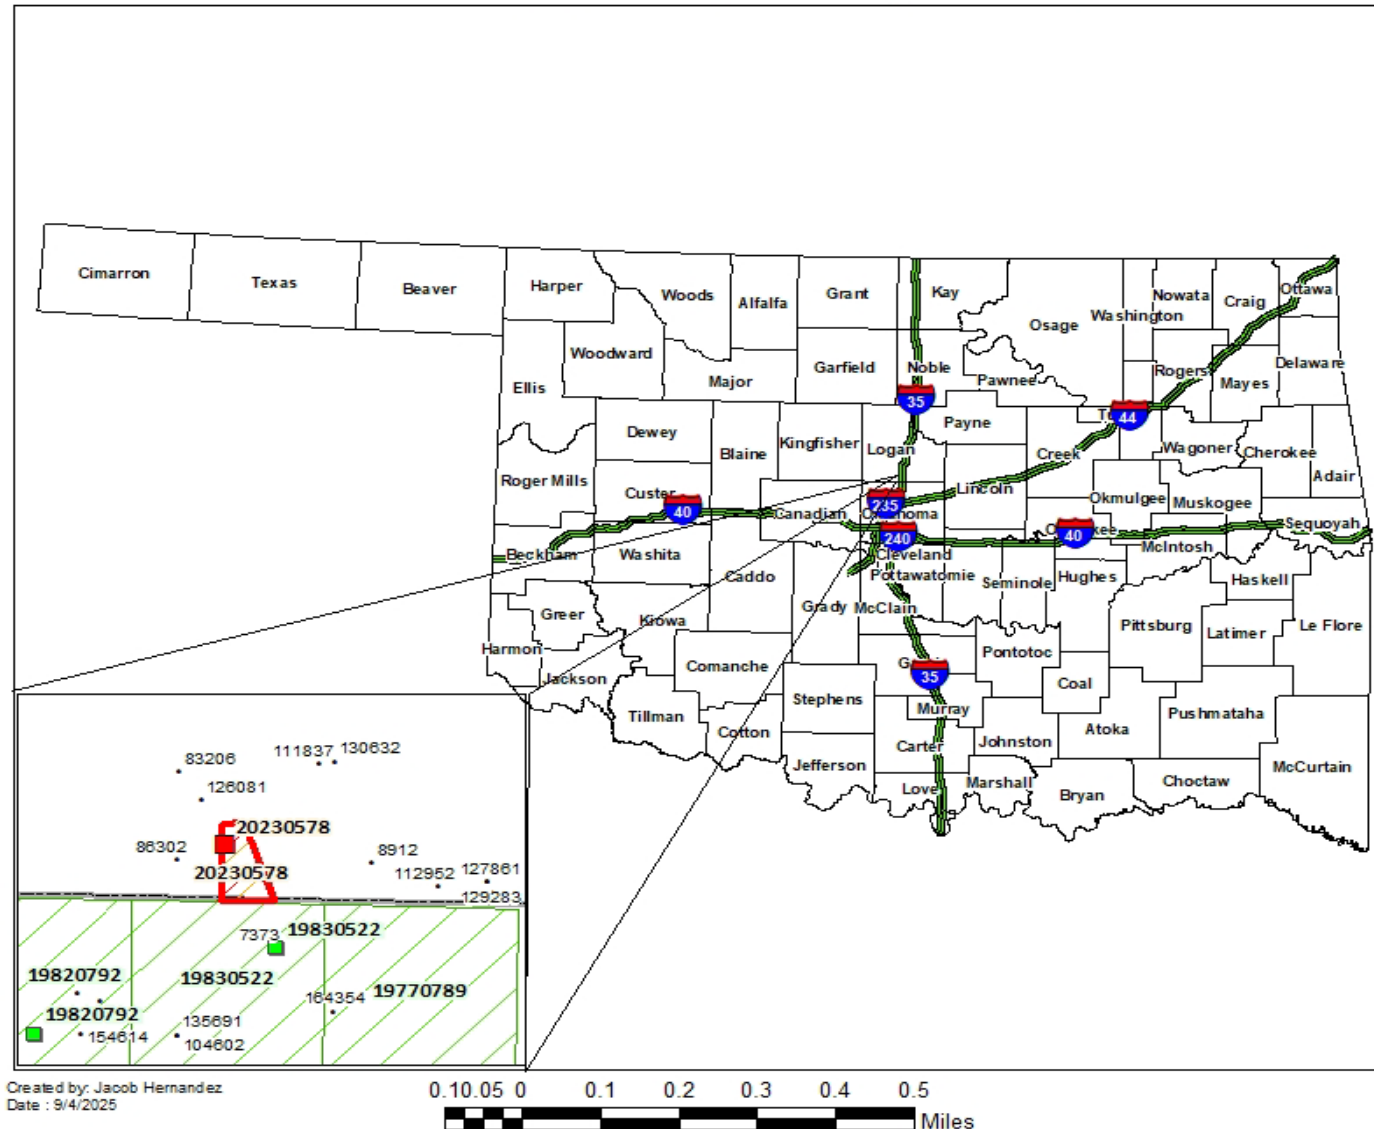 Cimarron
Texas
Beaver
Harper
Woods
Alfalfa
Grant
Kay
Osage
Washington
Nowata
Craig
Ottawa
Woodward
Ellis
Major
Garfield
Noble
Pawnee
Rogers
Mayes
Delaware
35
44
Dewey
Blaine
Kingfisher
Logan
Payne
Creek
Wagoner
Cherokee
Adair
Roger Mills
Custer
40
Canadian
235
Lincoln
Okmulgee
Muskogee
Sequoyah
Beckham
Washita
240
Cleveland
40
McIntosh
Caddo
Pottawatomie
Seminole
Hughes
Haskell
Greer
Kiowa
Grady
McClain
Pittsburg
Latimer
Le Flore
Harmon
Jackson
Comanche
35
Pontotoc
Coal
Tillman
Cotton
Stephens
Murray
Johnston
Atoka
Pushmataha
Jefferson
Carter
Love
Marshall
Bryan
Choctaw
McCurtain
83206
111837
130632
126081
20230578
86302
8912
20230578
112952
127861
129283
7373
19830522
19820792
19830522
19770789
164354
19820792
135691
154614
104602
Created by: Jacob Hernandez
Date : 9/4/2025
0.10.05 0 0.1 0.2 0.3 0.4 0.5
Miles